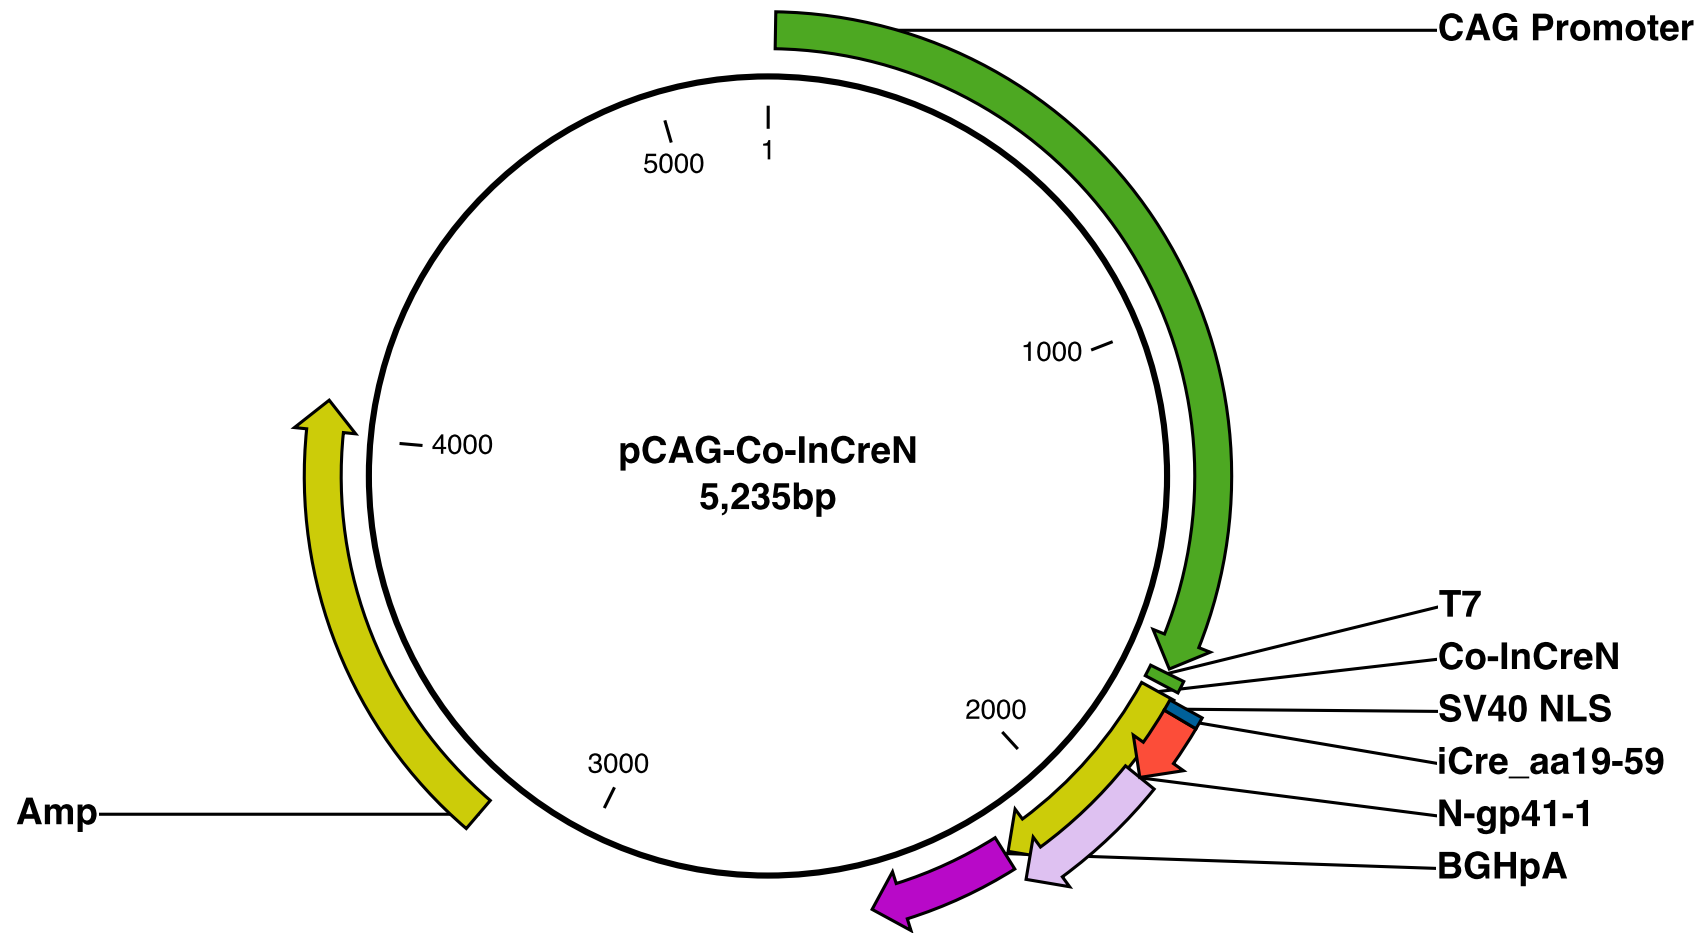 CAG Promoter
1
5000
1000
pCAG-Co-InCreN
5,235bp
4000
T7
Co-InCreN
SV40 NLS
2000
iCre_aa19-59
3000
N-gp41-1
Amp
BGHpA